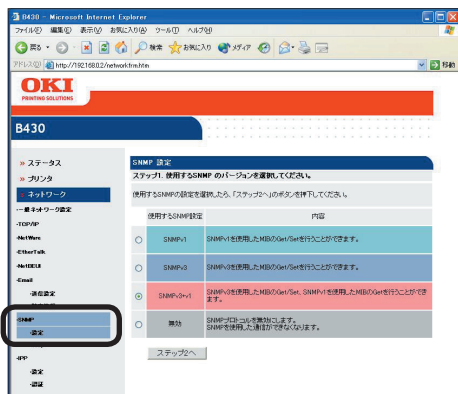 B430 - Microsoft Internet Explorer
ファイル(F) 編集(E) 表示(V) お気に入り(A) ツール(T) ヘルプ(H)
戻る 検索 お気に入り メディア
アドレス(D) http://192.168.0.2/networkfrm.htm 移動
OKI
PRINTING SOLUTIONS
B430
» ステータス
» プリンタ
» ネットワーク
-一般ネットワーク設定
-TCP/IP
-NetWare
-EtherTalk
-NetBEUI
-Email
-送信設定
-SNMP
-設定
-IPP
-設定
-認証
SNMP 設定
ステップ1. 使用するSNMP のバージョンを選択してください。
使用するSNMPの設定を選択したら、「ステップ2へ」のボタンを押下してください。
使用するSNMP設定 内容
SNMPv1 SNMPv1を使用したMIBのGet/Setを行うことができます。
SNMPv3 SNMPv3を使用したMIBのGet/Setを行うことができます。
SNMPv3+v1 SNMPv3を使用したMIBのGet/Set、SNMPv1を使用したMIBのGetを行うことができます。
無効 SNMPプロトコルを無効にします。
SNMPを使用した通信ができなくなります。
ステップ2へ